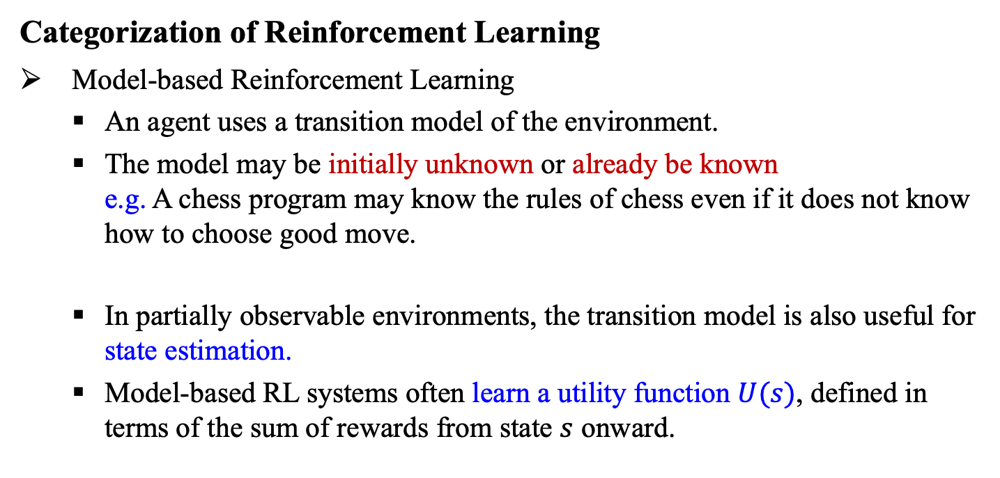 Categorization of Reinforcement Learning
➢ Model-based Reinforcement Learning
▪ An agent uses a transition model of the environment.
▪ The model may be initially unknown or already be known
e.g. A chess program may know the rules of chess even if it does not know
how to choose good move.
▪ In partially observable environments, the transition model is also useful for
state estimation.
▪ Model-based RL systems often learn a utility function U(s), defined in
terms of the sum of rewards from state s onward.